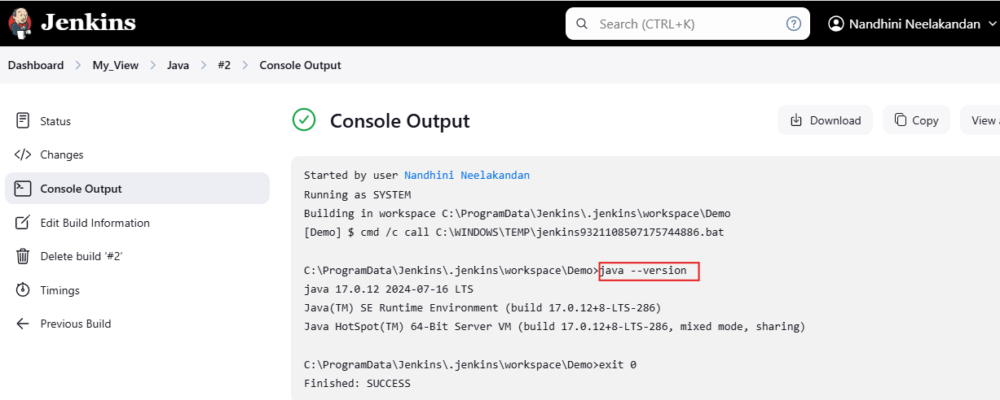 Jenkins
Search (CTRL+K)
?
Nandhini Neelakandan
Dashboard > My_View > Java > #2 > Console Output
Status
Changes
Console Output
Edit Build Information
Delete build ‘#2’
Timings
Previous Build
Console Output
Download
Copy
View
Started by user Nandhini Neelakandan
Running as SYSTEM
Building in workspace C:\ProgramData\Jenkins\.jenkins\workspace\Demo
[Demo] $ cmd /c call C:\WINDOWS\TEMP\jenkins9321108507175744886.bat
C:\ProgramData\Jenkins\.jenkins\workspace\Demo>java --version
java 17.0.12 2024-07-16 LTS
Java(TM) SE Runtime Environment (build 17.0.12+8-LTS-286)
Java HotSpot(TM) 64-Bit Server VM (build 17.0.12+8-LTS-286, mixed mode, sharing)
C:\ProgramData\Jenkins\.jenkins\workspace\Demo>exit 0
Finished: SUCCESS